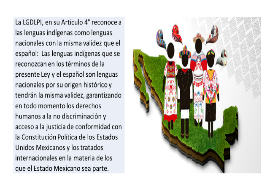 La LGDLPI, en su Artículo 4° reconoce a
las lenguas indígenas como lenguas
nacionales con la misma validez que el
español: Las lenguas indígenas que se
reconozcan en los términos de la
presente Ley y el español son lenguas
nacionales por su origen histórico y
tendrán la misma validez, garantizando
en todo momento los derechos
humanos a la no discriminación y
acceso a la justicia de conformidad con
la Constitución Política de los Estados
Unidos Mexicanos y los tratados
internacionales en la materia de los
que el Estado Mexicano sea parte.